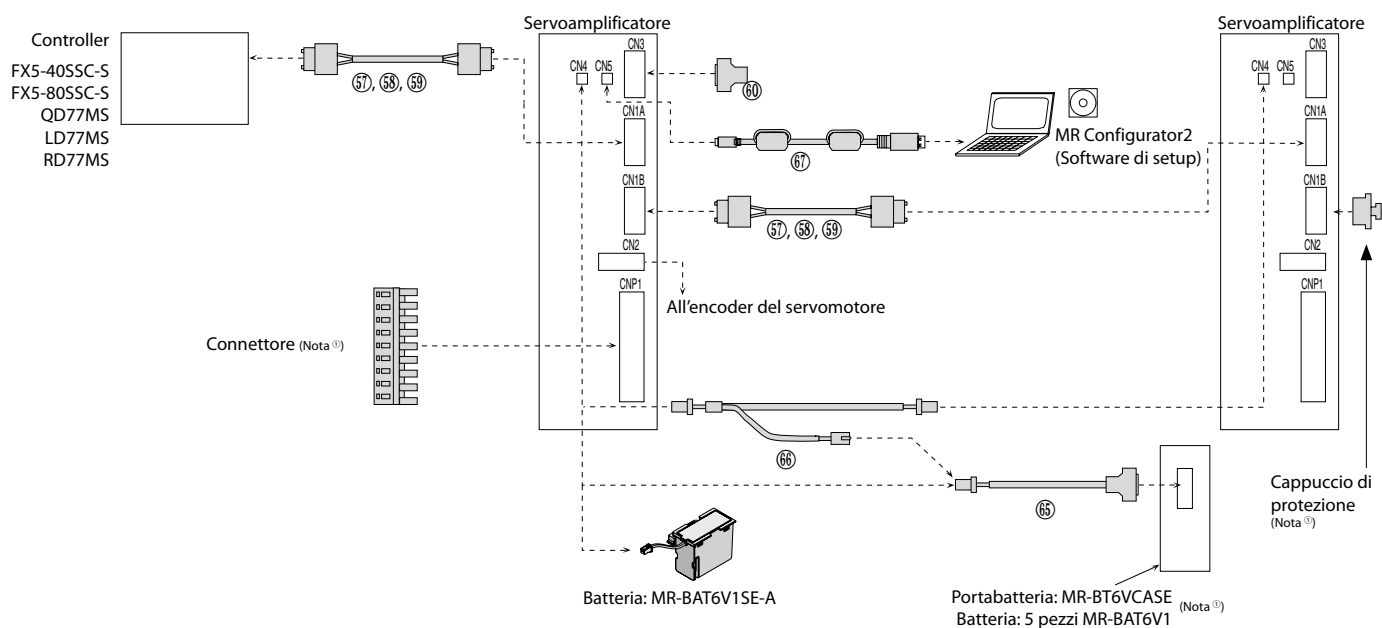 Servoamplificatore
Servoamplificatore
Controller
FX5-40SSC-S
FX5-80SSC-S
QD77MS
LD77MS
RD77MS
57, 58, 59
CN3
CN4
CN5
CN1A
CN1B
CN2
CNP1
60
67
MR Configurator2
(Software di setup)
57, 58, 59
All'encoder del servomotore
CN3
CN4
CN5
CN1A
CN1B
CN2
CNP1
Connettore (Nota ①)
66
65
Cappuccio di
protezione
(Nota ①)
Batteria: MR-BAT6V1SE-A
Portabatteria: MR-BT6VCASE (Nota ①)
Batteria: 5 pezzi MR-BAT6V1